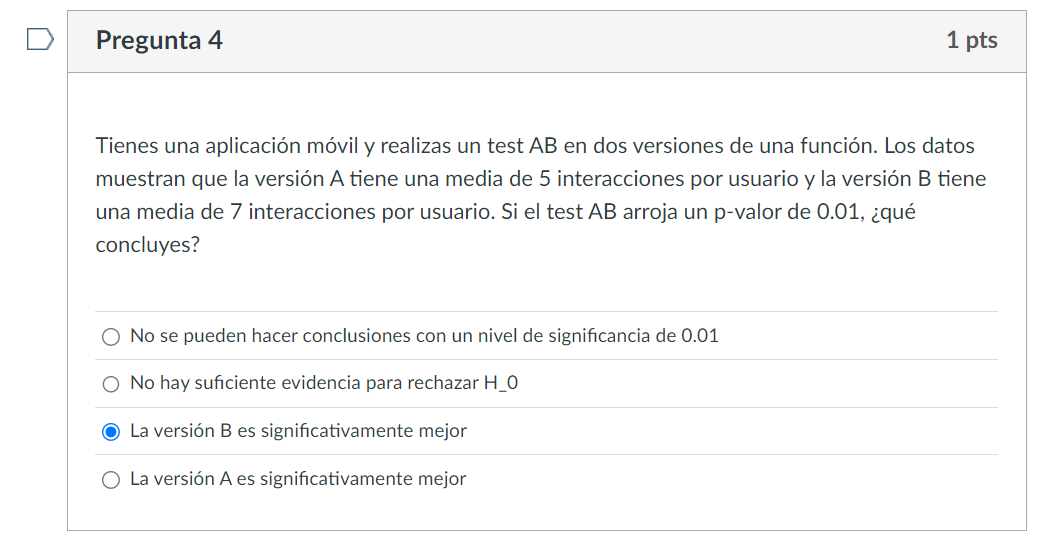 Pregunta 4
1 pts
Tienes una aplicación móvil y realizas un test AB en dos versiones de una función. Los datos
muestran que la versión A tiene una media de 5 interacciones por usuario y la versión B tiene
una media de 7 interacciones por usuario. Si el test AB arroja un p-valor de 0.01, ¿qué
concluyes?
No se pueden hacer conclusiones con un nivel de significancia de 0.01
No hay suficiente evidencia para rechazar H_0
La versión B es significativamente mejor
La versión A es significativamente mejor